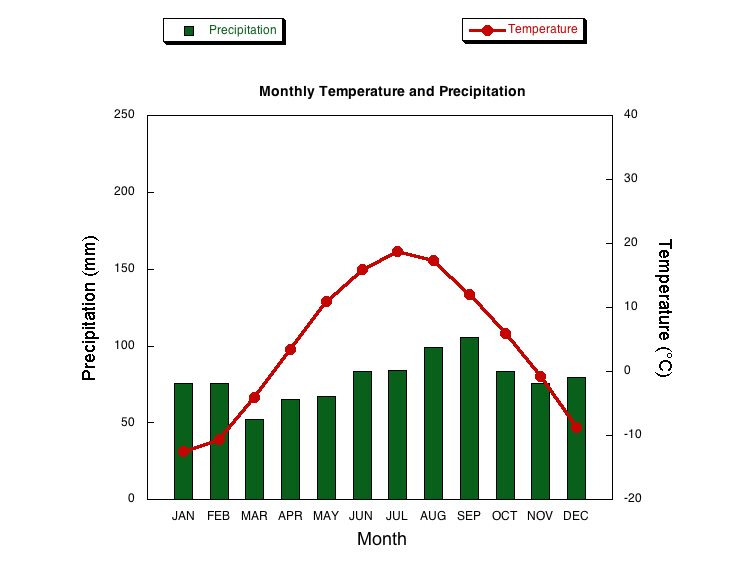 Precipitation
Temperature
Monthly Temperature and Precipitation
250
200
150
100
50
0
Precipitation (mm)
40
30
20
10
0
-10
-20
Temperature (°C)
JAN FEB MAR APR MAY JUN JUL AUG SEP OCT NOV DEC
Month